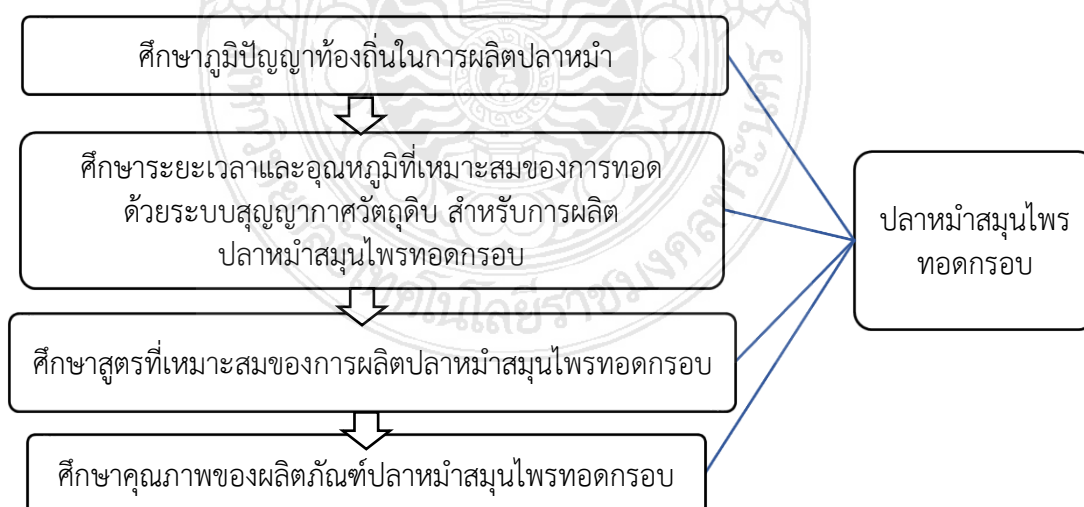 ศึกษาภูมิปัญญาท้องถิ่นในการผลิตปลาหมำ
ศึกษาระยะเวลาและอุณหภูมิที่เหมาะสมของการทอด
ด้วยระบบสุญญากาศวัตถุดิบ สำหรับการผลิต
ปลาหมำสมุนไพรทอดกรอบ
ศึกษาสูตรที่เหมาะสมของการผลิตปลาหมำสมุนไพรทอดกรอบ
ศึกษาคุณภาพของผลิตภัณฑ์ปลาหมำสมุนไพรทอดกรอบ
ปลาหมำสมุนไพร
ทอดกรอบ